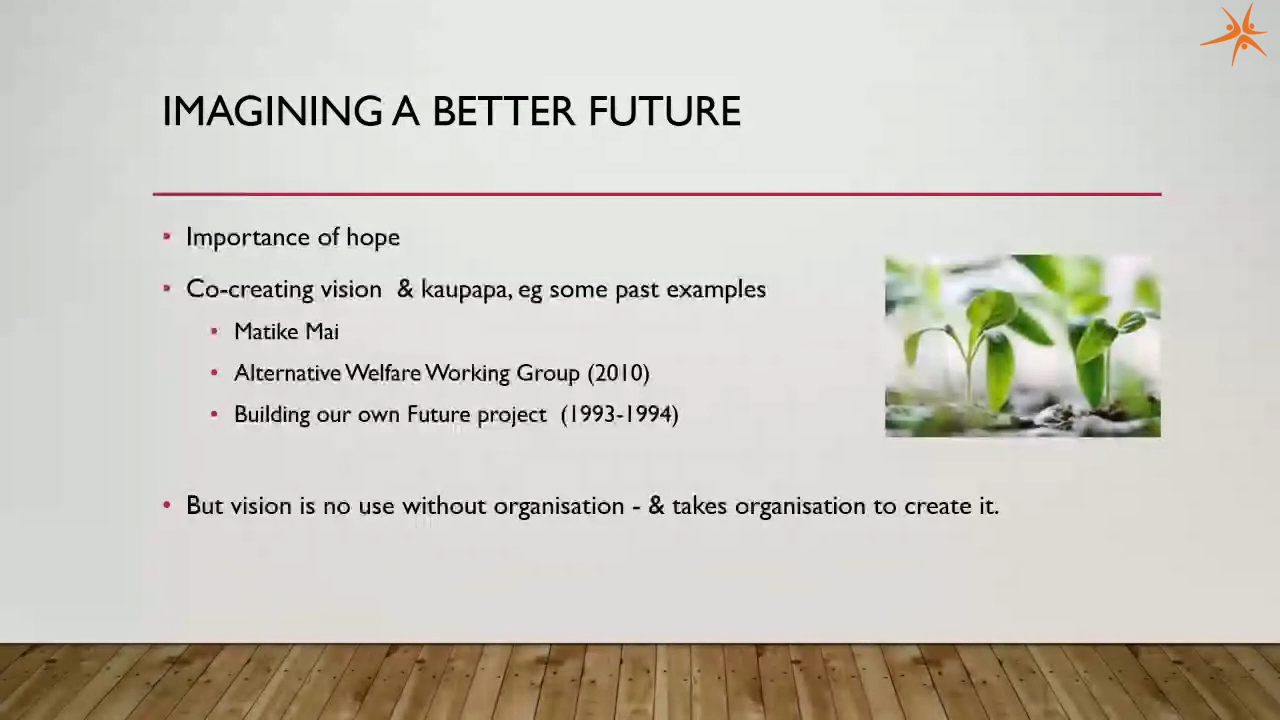 IMAGINING A BETTER FUTURE
• Importance of hope
• Co-creating vision & kaupapa, eg some past examples
• Matike Mai
• Alternative Welfare Working Group (2010)
• Building our own Future project (1993-1994)
• But vision is no use without organisation - & takes organisation to create it.